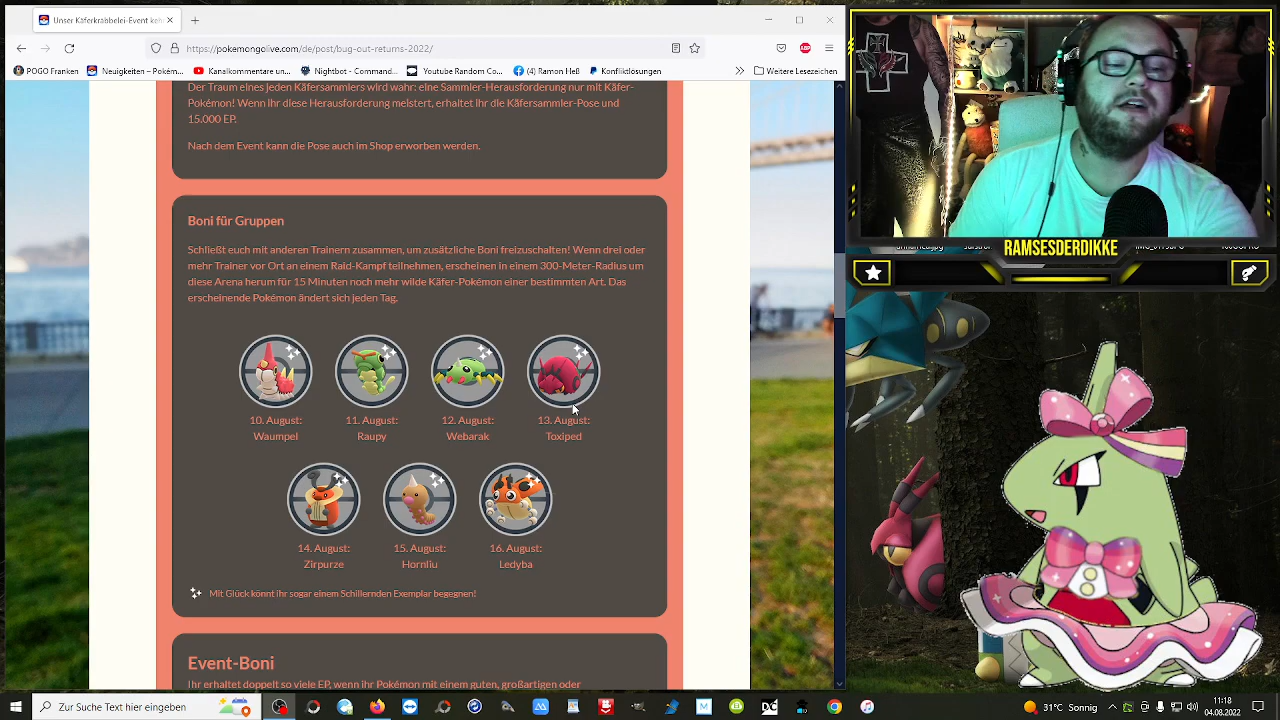 Unser Käferkrabbel-Event kehr
https://pokemongolive.com/de/post/bug-out-returns-2022/
POGO Franken
Neuigkeiten – Pokém...
Kanalkommentare un...
Nightbot - Command...
Youtube Random Co...
(4) Ramon Heß
Konfliktlösungen
Weitere Lesezeichen
Der Traum eines jeden Käfersammlers wird wahr: eine Sammler-Herausforderung nur mit Käfer-
Pokémon! Wenn ihr diese Herausforderung meistert, erhaltet ihr die Käfersammler-Pose und
15.000 EP.
Nach dem Event kann die Pose auch im Shop erworben werden.
Boni für Gruppen
Schließt euch mit anderen Trainern zusammen, um zusätzliche Boni freizuschalten! Wenn drei oder
mehr Trainer vor Ort an einem Raid-Kampf teilnehmen, erscheinen in einem 300-Meter-Radius um
diese Arena herum für 15 Minuten noch mehr wilde Käfer-Pokémon einer bestimmten Art. Das
erscheinende Pokémon ändert sich jeden Tag.
10. August:
Waumpel
11. August:
Raupy
12. August:
Webarak
13. August:
Toxiped
14. August:
Zirpurze
15. August:
Hornliu
16. August:
Ledyba
Mit Glück könnt ihr sogar einem Schillernden Exemplar begegnen!
Event-Boni
Ihr erhaltet doppelt so viele EP, wenn ihr Pokémon mit einem guten, großartigen oder
RAMSESDERDIKKE
Zur Suche Text hier eingeben
31°C Sonnig
11:18
04.08.2022